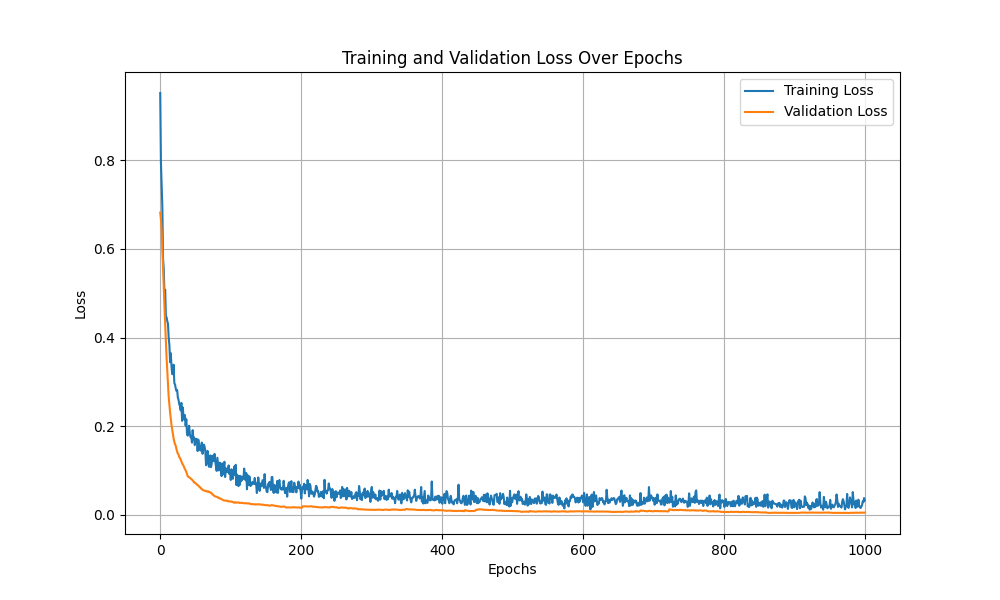 Training and Validation Loss Over Epochs
Training Loss
Validation Loss
0.8
0.6
0.4
0.2
0.0
Loss
0
200
400
600
800
1000
Epochs